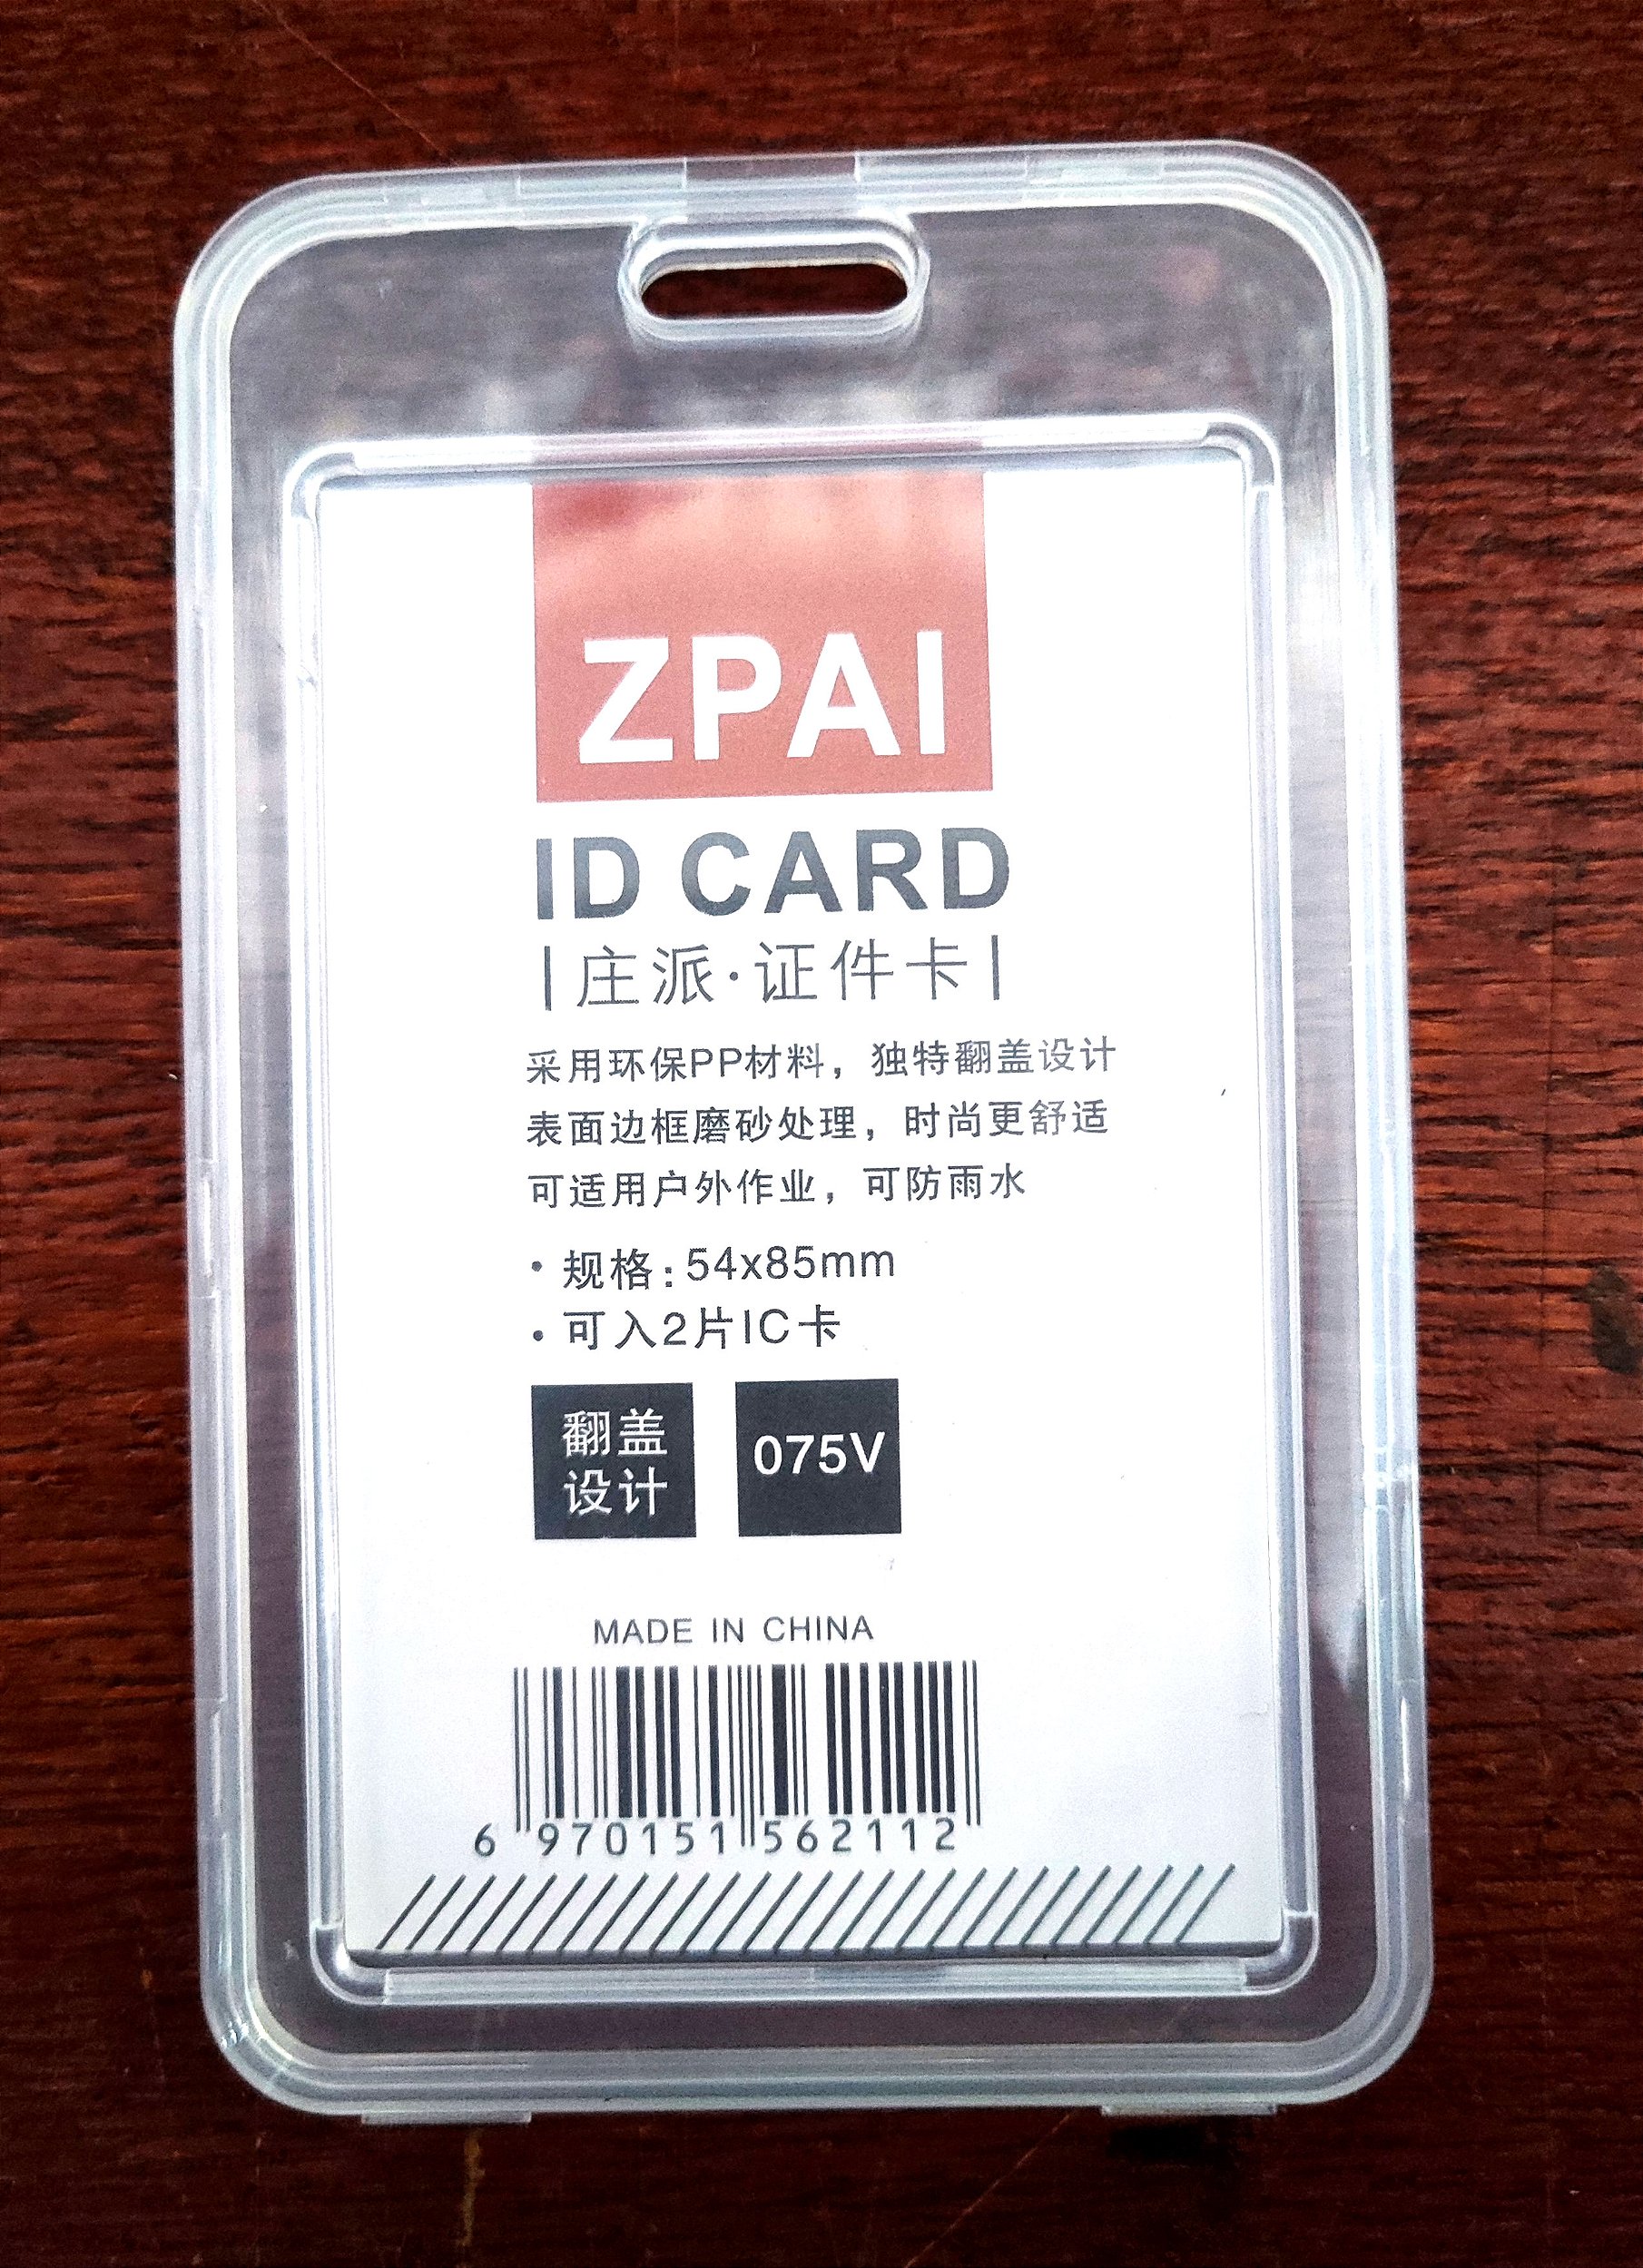 ZPAI
ID CARD
|庄派·证件卡|
采用环保PP材料，独特翻盖设计
表面边框磨砂处理，时尚更舒适
可适用户外作业，可防雨水
·规格:54x85mm
·可入2片IC卡
翻盖
设计
075V
MADE IN CHINA
6 970151 562112